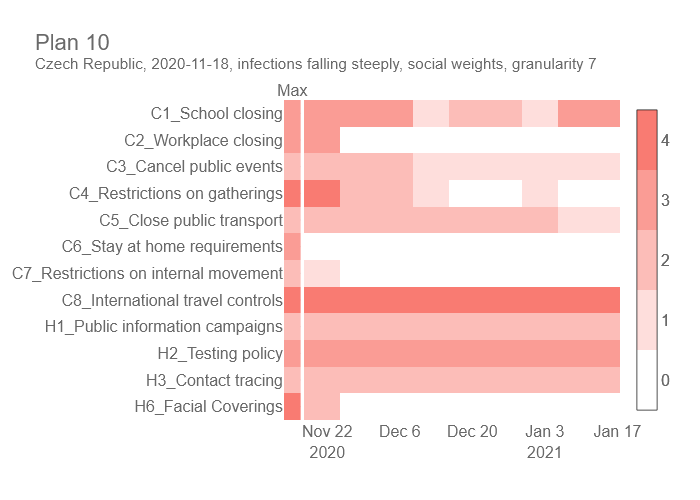 Plan 10
Czech Republic, 2020-11-18, infections falling steeply, social weights, granularity 7
Max
C1_School closing
C2_Workplace closing
C3_Cancel public events
C4_Restrictions on gatherings
C5_Close public transport
C6_Stay at home requirements
C7_Restrictions on internal movement
C8_International travel controls
H1_Public information campaigns
H2_Testing policy
H3_Contact tracing
H6_Facial Coverings
4
3
2
1
0
Nov 22 Dec 6 Dec 20 Jan 3 Jan 17
2020 2021